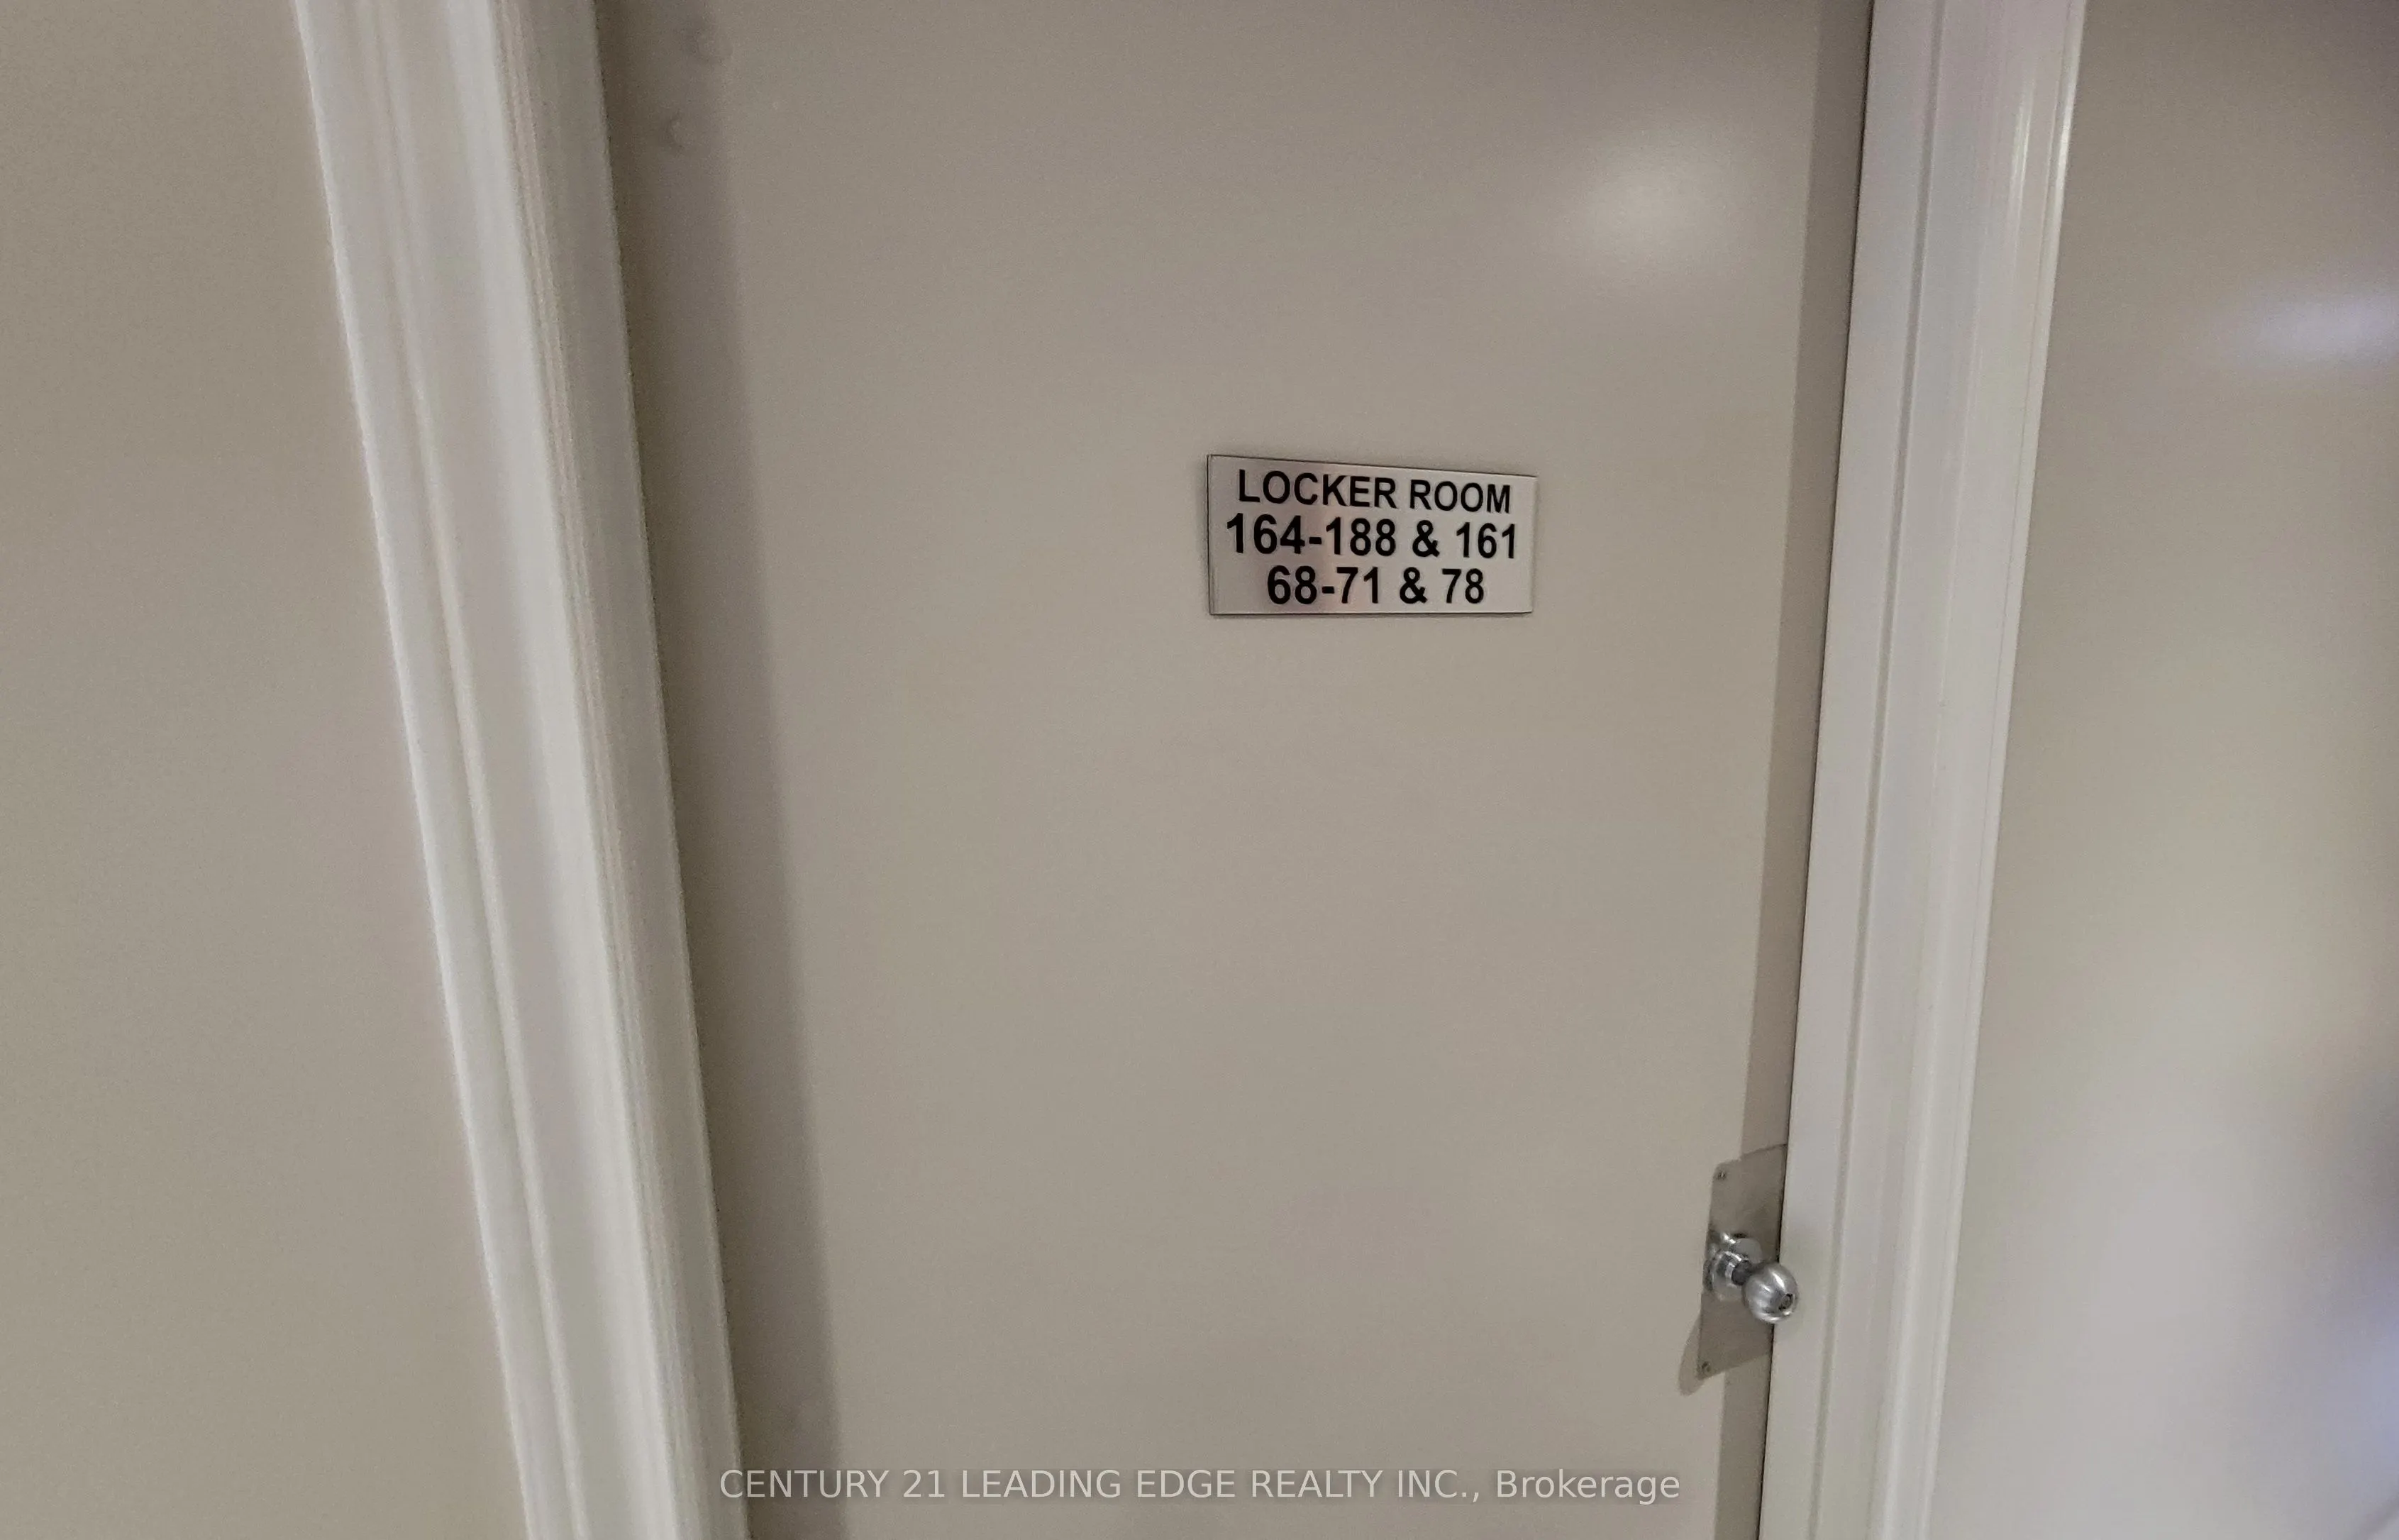 LOCKER ROOM
164-188 & 161
68-71 & 78
CENTURY 21 LEADING EDGE REALTY INC., Brokerage